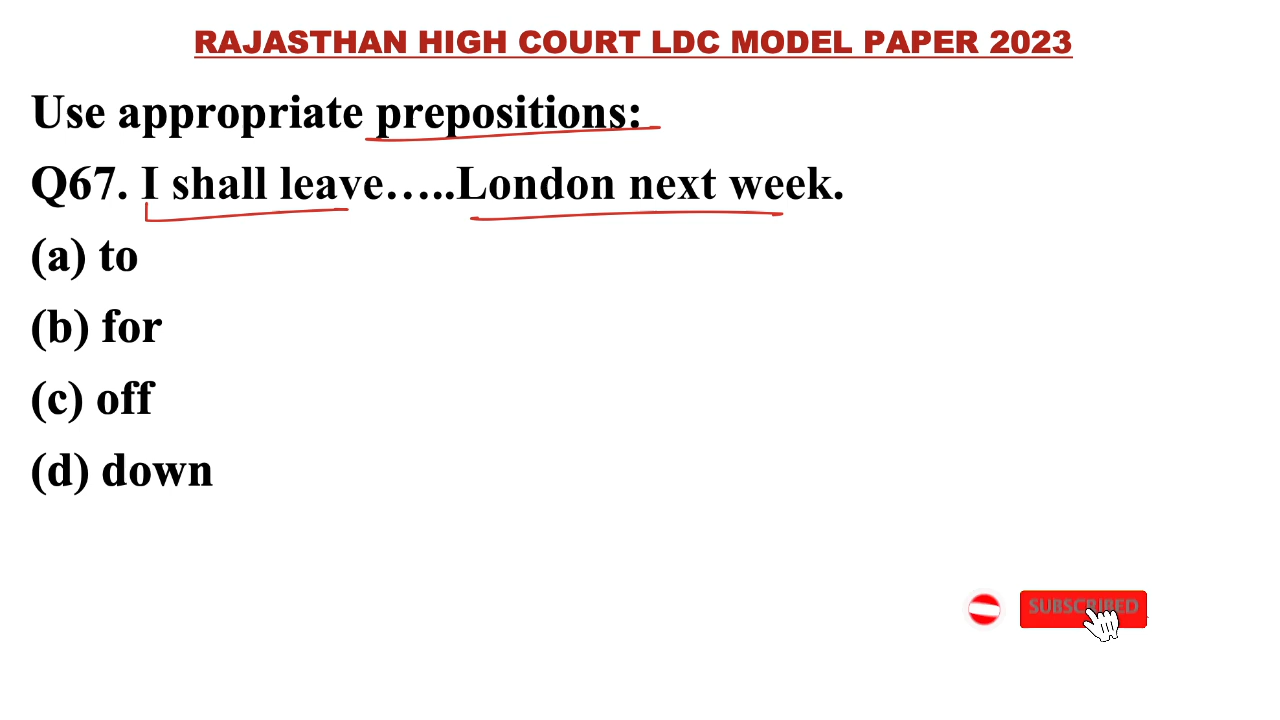 RAJASTHAN HIGH COURT LDC MODEL PAPER 2023
Use appropriate prepositions:
Q67. I shall leave…..London next week.
(a) to
(b) for
(c) off
(d) down
SUBSCRIBED